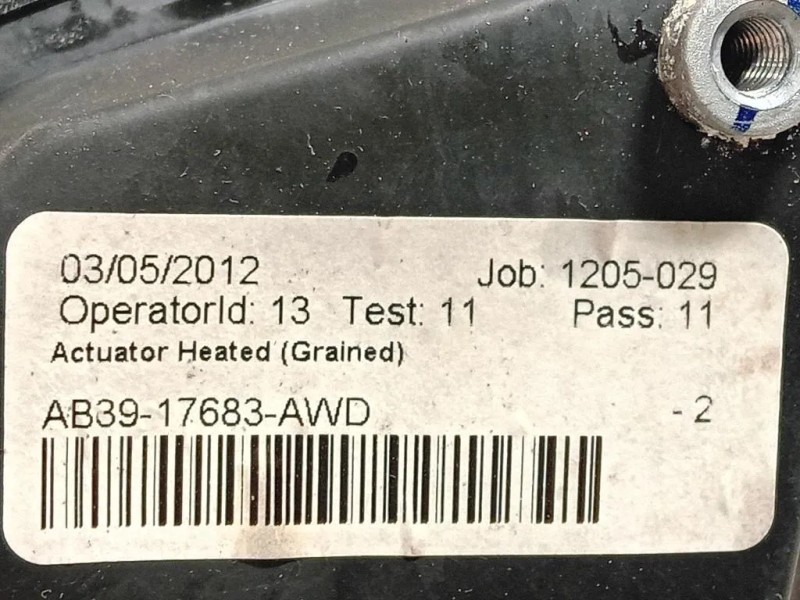 03/05/2012 Job: 1205-029
OperatorId: 13 Test: 11 Pass: 11
Actuator Heated (Grained)
AB39-17683-AWD - 2